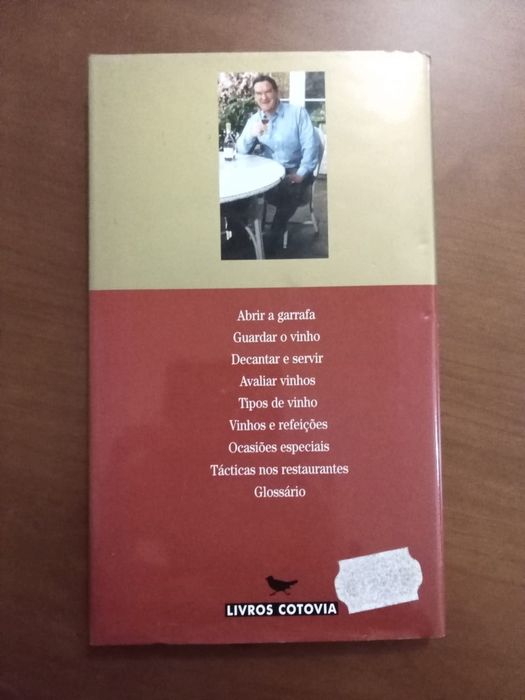 Abrir a garrafa
Guardar o vinho
Decantar e servir
Avaliar vinhos
Tipos de vinho
Vinhos e refeições
Ocasiões especiais
Tácticas nos restaurantes
Glossário
LIVROS COTOVIA